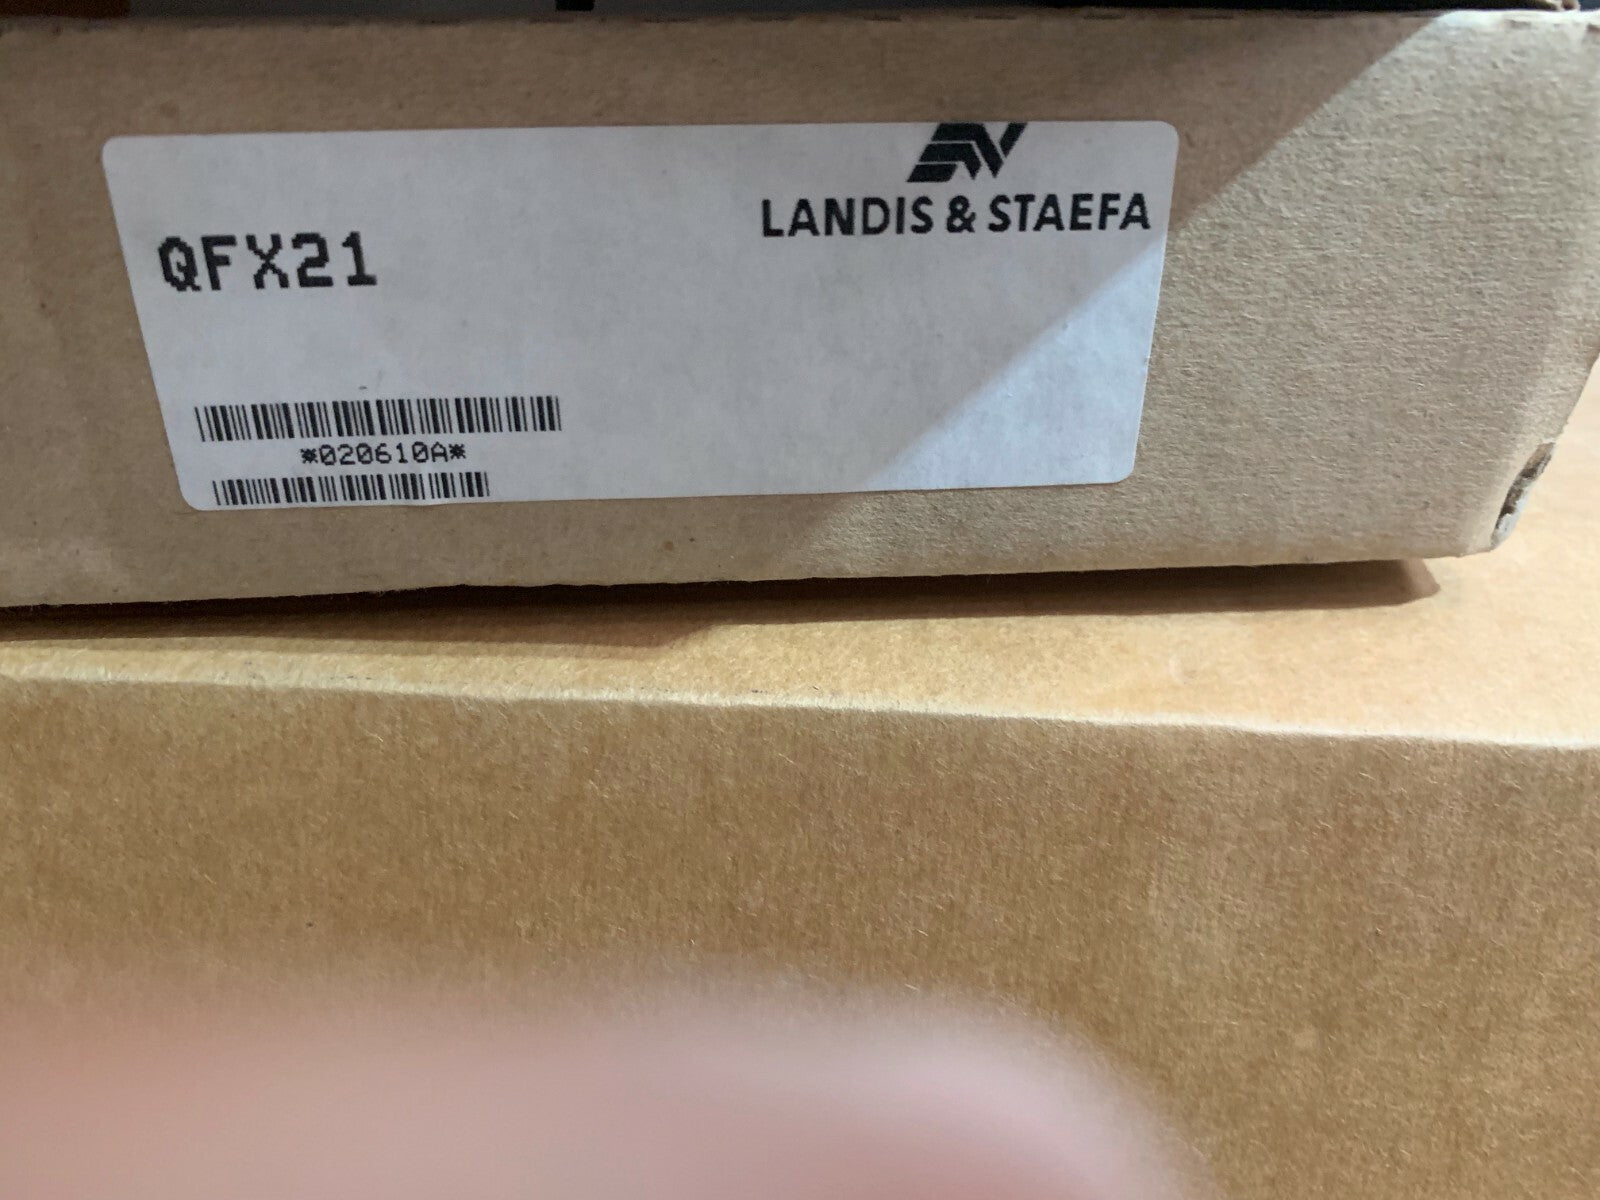 LANDIS & STAEFA
QFX21
*020610A*